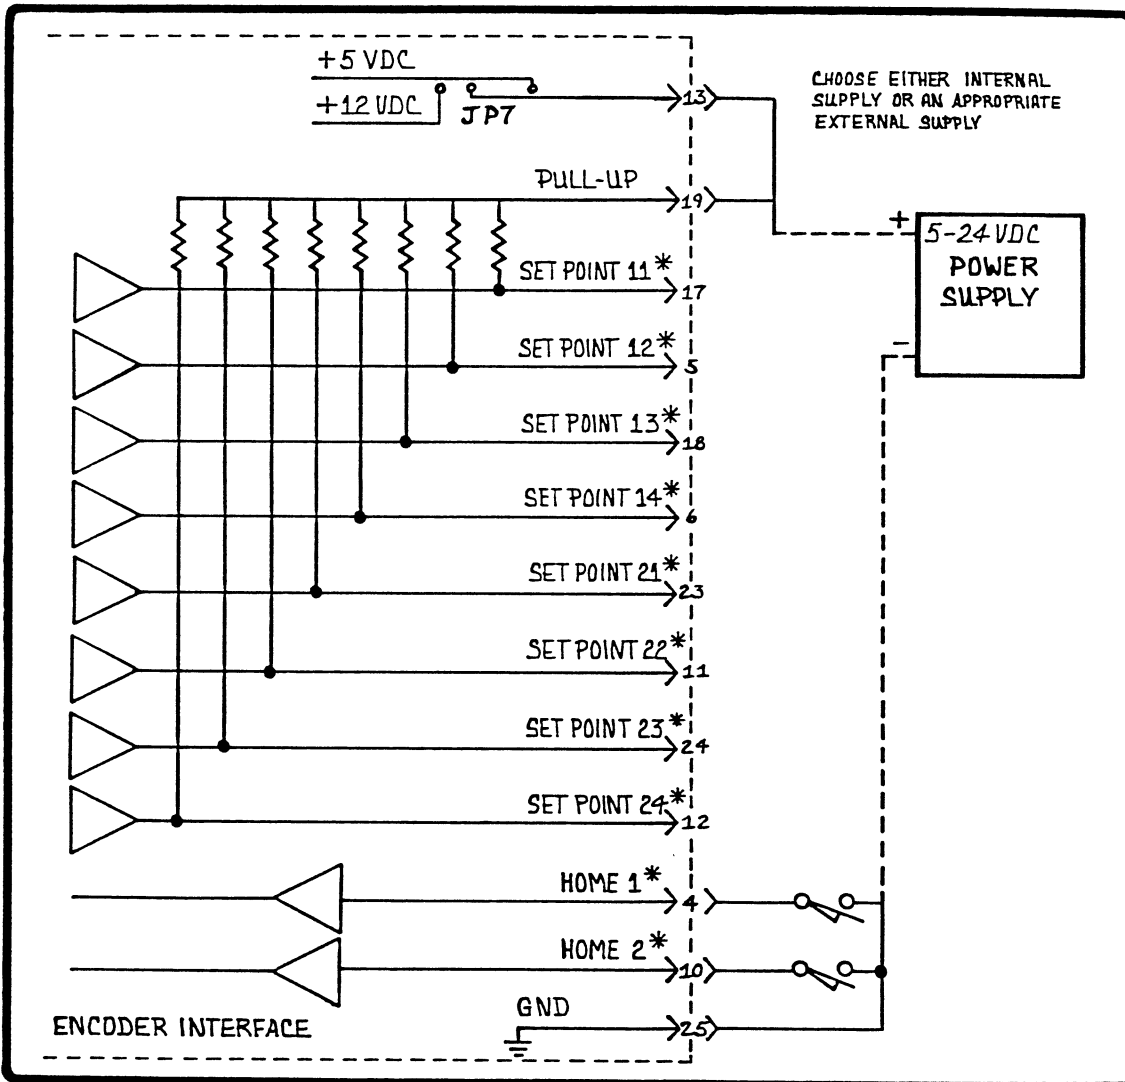 +5 VDC
+12 VDC
JP7
13
CHOOSE EITHER INTERNAL
SUPPLY OR AN APPROPRIATE
EXTERNAL SUPPLY
PULL-UP
19
+
5-24 VDC
POWER
SUPPLY
-
SET POINT 11*
17
SET POINT 12*
5
SET POINT 13*
18
SET POINT 14*
6
SET POINT 21*
23
SET POINT 22*
11
SET POINT 23*
24
SET POINT 24*
12
HOME 1*
4
HOME 2*
10
GND
25
ENCODER INTERFACE